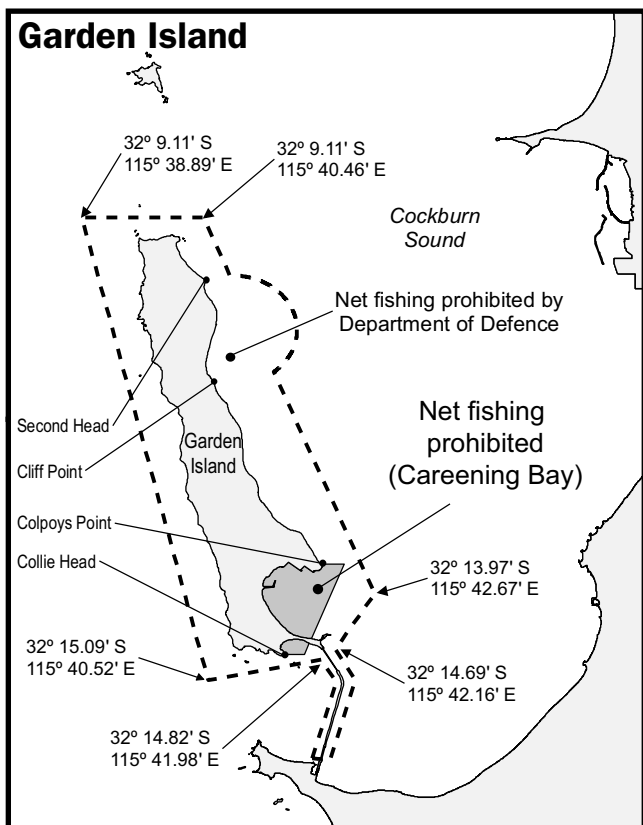 Garden Island
32º 9.11' S
115º 38.89' E
32º 9.11' S
115º 40.46' E
Cockburn
Sound
Net fishing prohibited by
Department of Defence
Second Head
Cliff Point
Garden
Island
Net fishing
prohibited
(Careening Bay)
Colpoys Point
Collie Head
32º 13.97' S
115º 42.67' E
32º 15.09' S
115º 40.52' E
32º 14.69' S
115º 42.16' E
32º 14.82' S
115º 41.98' E